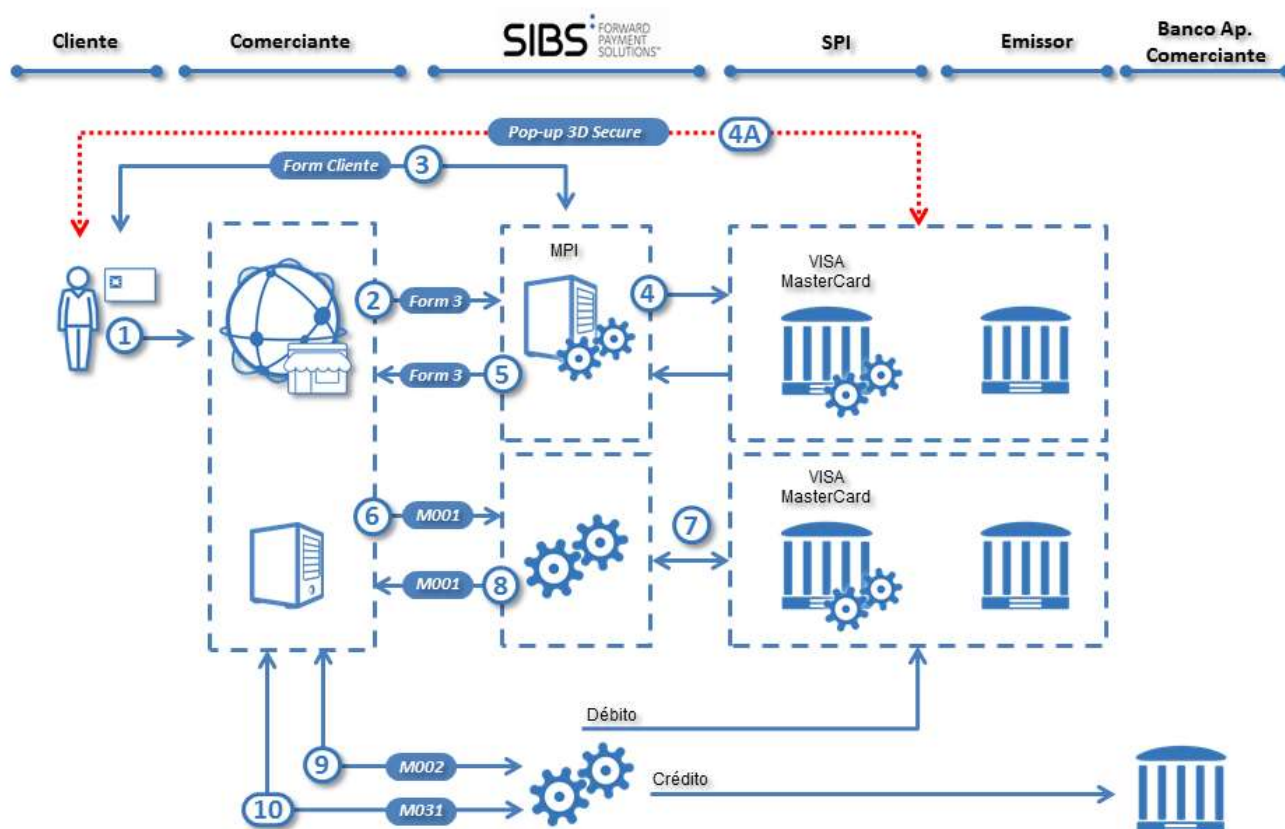 Cliente
Comerciante
SIBS FORWARD
PAYMENT
SOLUTIONS™
SPI
Emissor
Banco Ap.
Comerciante
Pop-up 3D Secure
4A
Form Cliente
3
MPI
VISA
MasterCard
1
2
Form 3
4
Form 3
5
VISA
MasterCard
6
M001
7
M001
8
Débito
9
M002
Crédito
10
M031